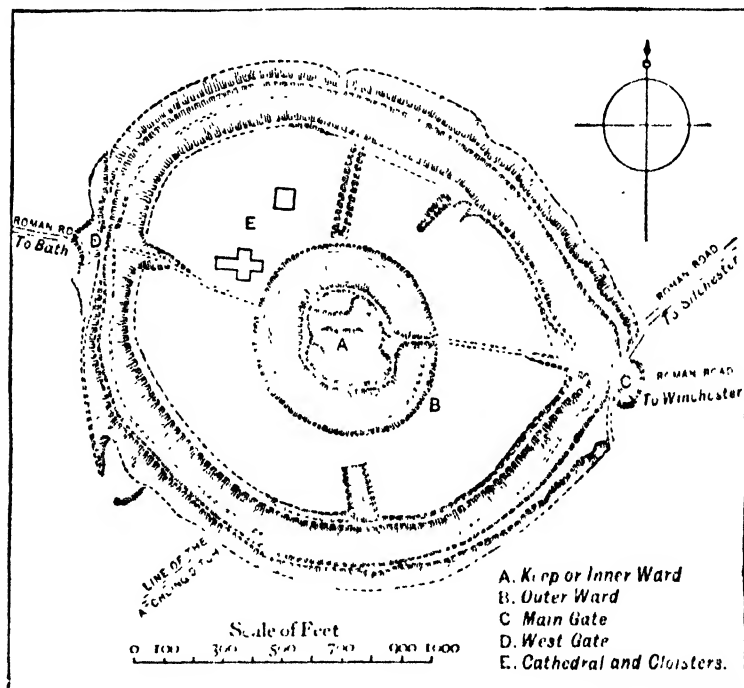 ROMAN RD
To Bath
D
E
A
B
C
ROMAN ROAD
To Silchester
ROMAN ROAD
To Winchester
LINE OF THE
Scale of Feet
0 100 300 500 700 900 1000
A. Keep or Inner Ward
B. Outer Ward
C Main Gate
D. West Gate
E. Cathedral and Cloisters.